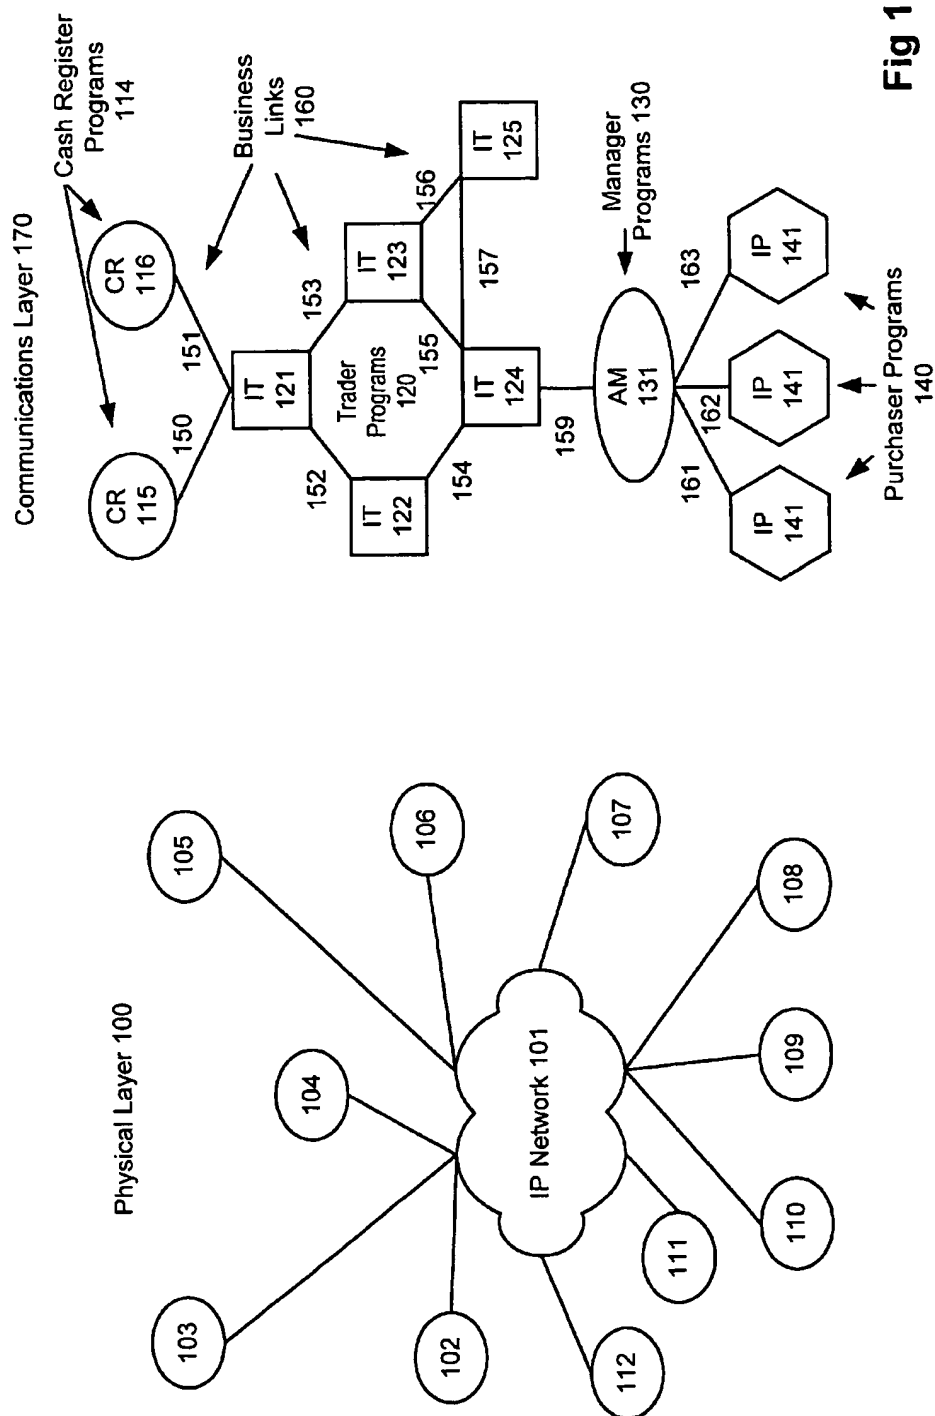 Physical Layer 100
103
104
105
102
106
IP Network 101
112
107
111
110
109
108
Communications Layer 170
Cash Register
Programs
114
CR
115
CR
116
Business
Links
160
150
151
IT
121
152
153
IT
122
Trader
Programs
120
IT
123
154
155
156
IT
124
157
IT
125
159
AM
131
Manager
Programs 130
161
162
163
IP
141
IP
141
IP
141
Purchaser Programs
140
Fig 1